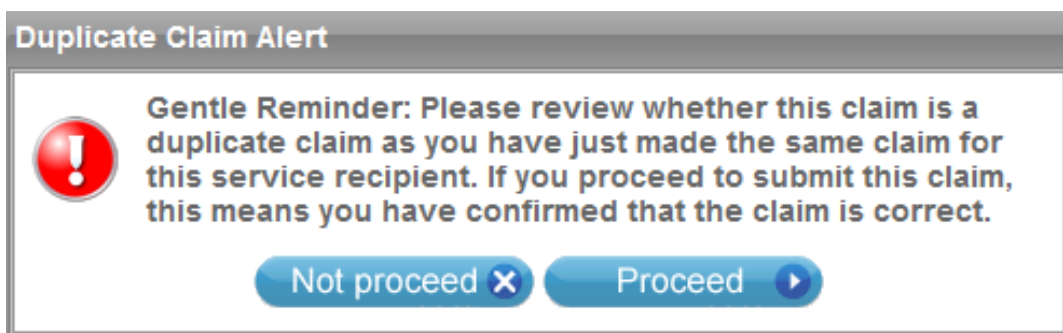 Duplicate Claim Alert
Gentle Reminder: Please review whether this claim is a
duplicate claim as you have just made the same claim for
this service recipient. If you proceed to submit this claim,
this means you have confirmed that the claim is correct.
Not proceed Proceed